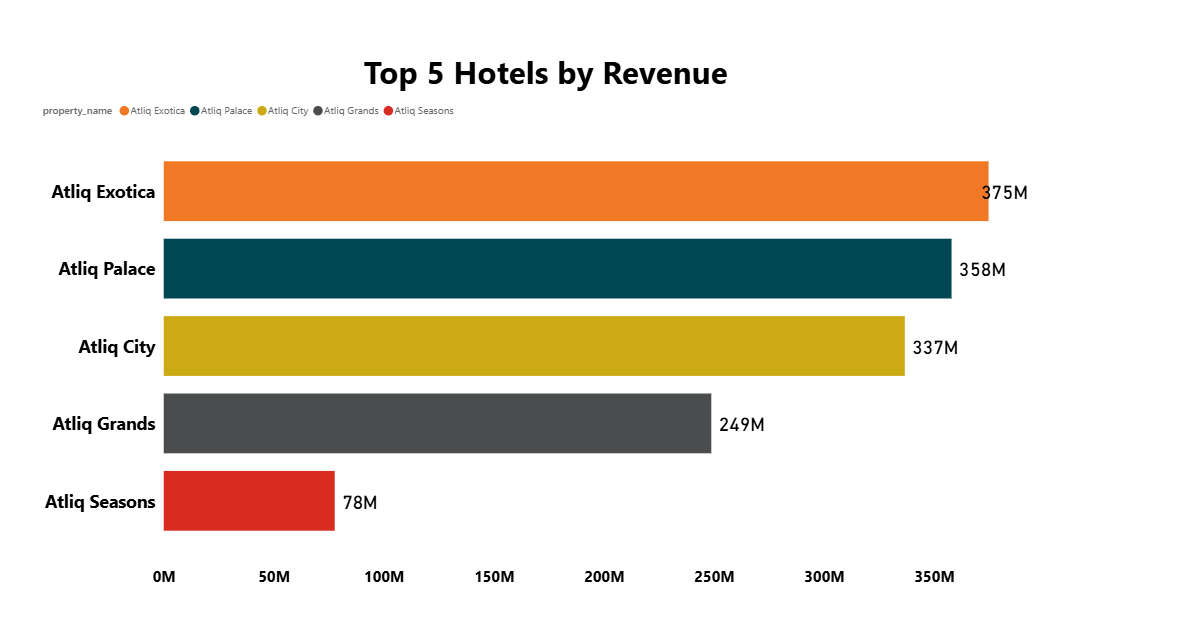 Top 5 Hotels by Revenue
property_name Atliq Exotica Atliq Palace Atliq City Atliq Grands Atliq Seasons
Atliq Exotica 375M
Atliq Palace 358M
Atliq City 337M
Atliq Grands 249M
Atliq Seasons 78M
0M 50M 100M 150M 200M 250M 300M 350M